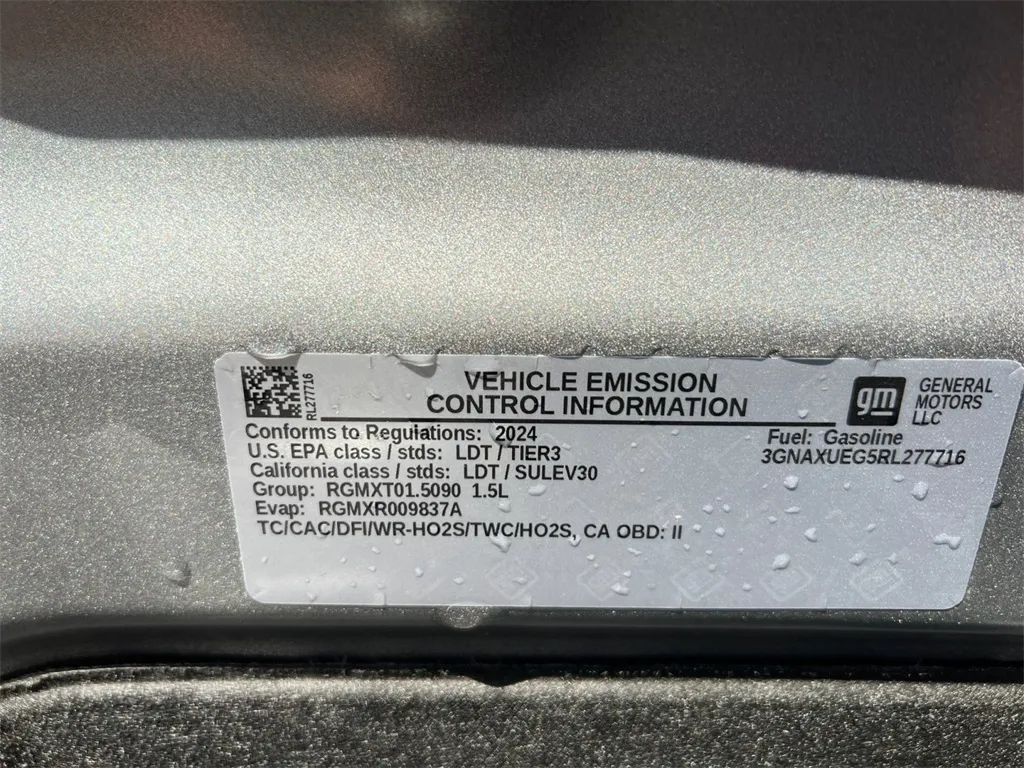 RL277716
VEHICLE EMISSION
CONTROL INFORMATION
gm
GENERAL
MOTORS
LLC
Conforms to Regulations: 2024
U.S. EPA class / stds: LDT / TIER3
California class / stds: LDT / SULEV30
Group: RGMXT01.5090 1.5L
Evap: RGMXR009837A
TC/CAC/DFI/WR-HO2S/TWC/HO2S, CA OBD: II
Fuel: Gasoline
3GNAXUEG5RL277716